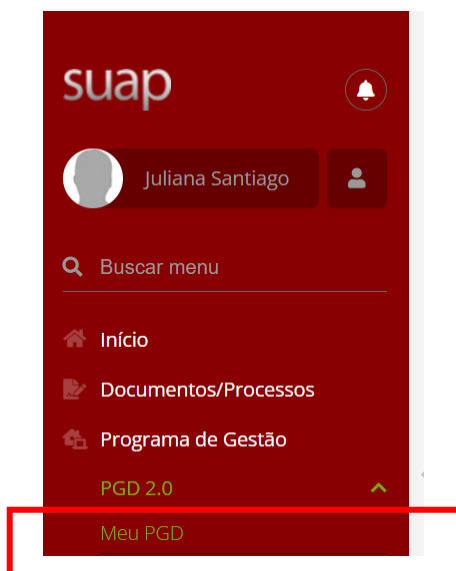 suap
Juliana Santiago
Buscar menu
Início
Documentos/Processos
Programa de Gestão
PGD 2.0
Meu PGD